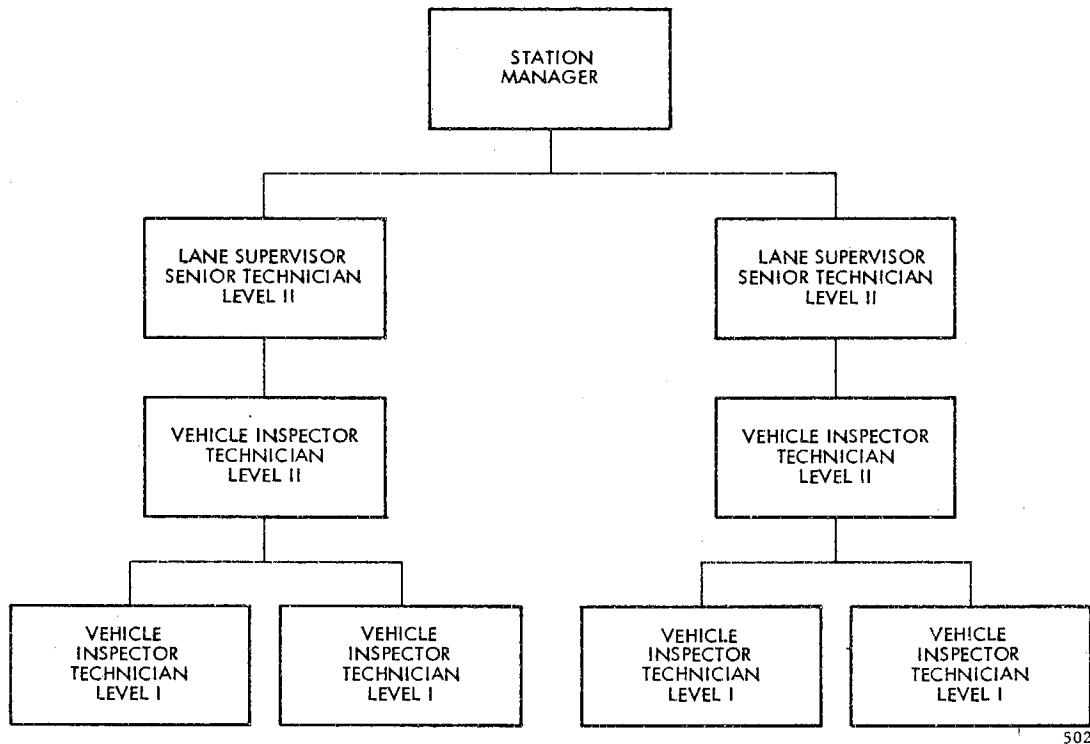 STATION
MANAGER
LANE SUPERVISOR
SENIOR TECHNICIAN
LEVEL II
LANE SUPERVISOR
SENIOR TECHNICIAN
LEVEL II
VEHICLE INSPECTOR
TECHNICIAN
LEVEL II
VEHICLE INSPECTOR
TECHNICIAN
LEVEL II
VEHICLE
INSPECTOR
TECHNICIAN
LEVEL I
VEHICLE
INSPECTOR
TECHNICIAN
LEVEL I
VEHICLE
INSPECTOR
TECHNICIAN
LEVEL I
VEHICLE
INSPECTOR
TECHNICIAN
LEVEL I
502